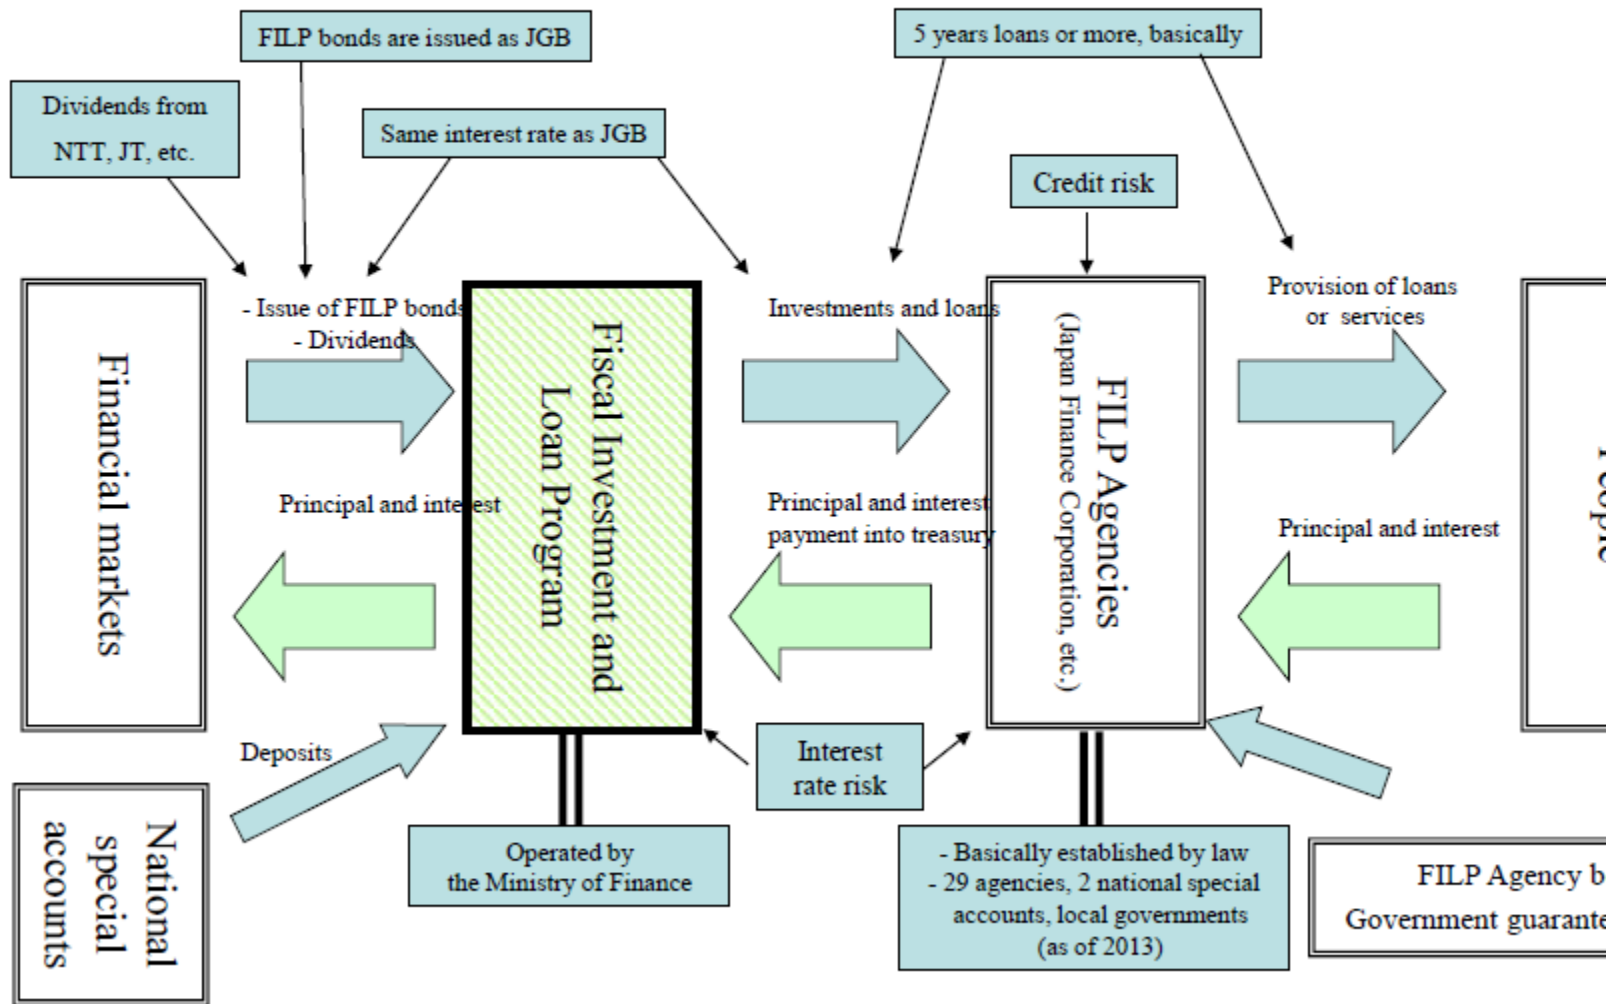 FILP bonds are issued as JGB
5 years loans or more, basically
Dividends from
NTT, JT, etc.
Same interest rate as JGB
Credit risk
- Issue of FILP bonds
- Dividends
Investments and loans
Provision of loans
or services
Financial markets
Fiscal Investment and
Loan Program
FILP Agencies
(Japan Finance Corporation, etc.)
Principal and interest
Principal and interest
payment into treasury
Principal and interest
Deposits
Interest
rate risk
National
special
accounts
Operated by
the Ministry of Finance
- Basically established by law
- 29 agencies, 2 national special
accounts, local governments
(as of 2013)
FILP Agency b
Government guarante